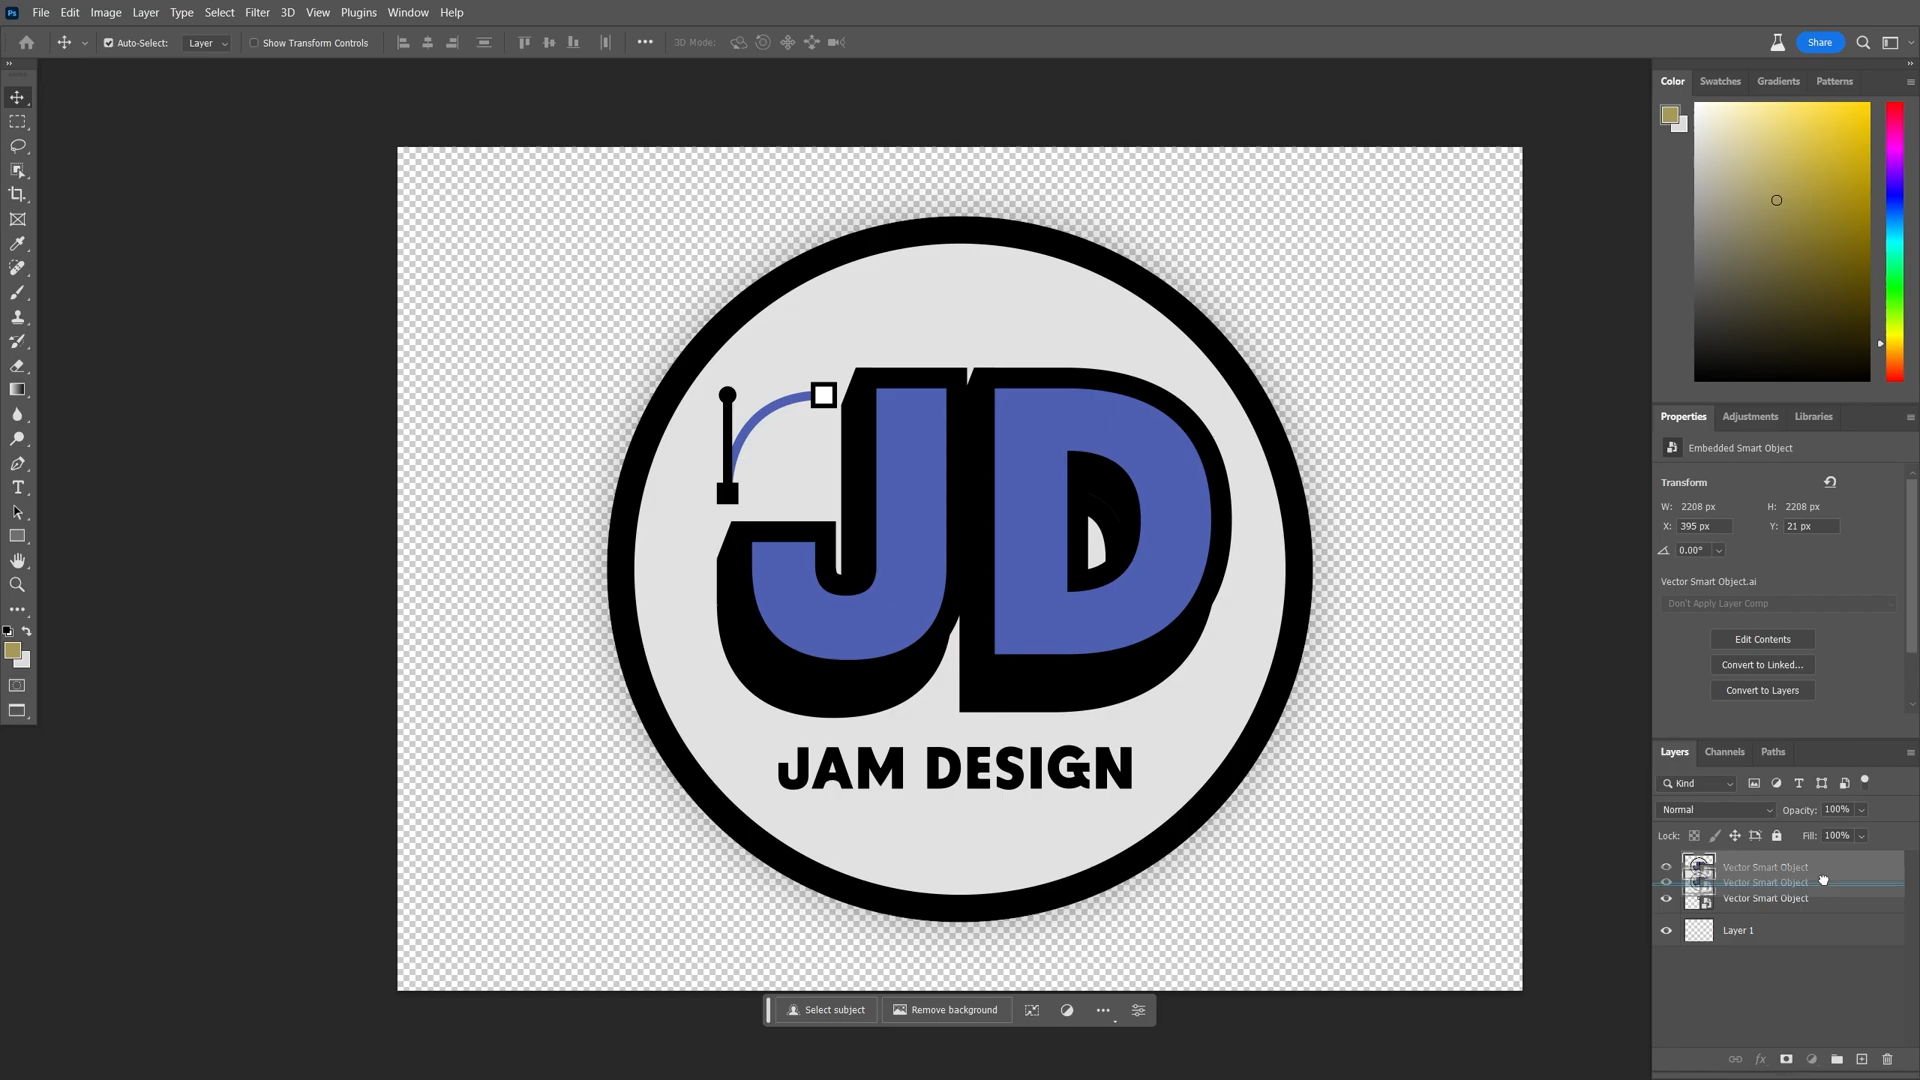 Ps File Edit Image Layer Type Select Filter 3D View Plugins Window Help
Auto-Select: Layer Show Transform Controls 3D Mode: Share
Color Swatches Gradients Patterns
JD
JAM DESIGN
Select subject Remove background
Properties Adjustments Libraries
Embedded Smart Object
Transform
W: 2208 px H: 2208 px
X: 395 px Y: 21 px
0.00°
Vector Smart Object.ai
Don't Apply Layer Comp
Edit Contents
Convert to Linked...
Convert to Layers
Layers Channels Paths
Kind
Normal Opacity: 100%
Lock: Fill: 100%
Vector Smart Object
Vector Smart Object
Vector Smart Object
Layer 1
fx